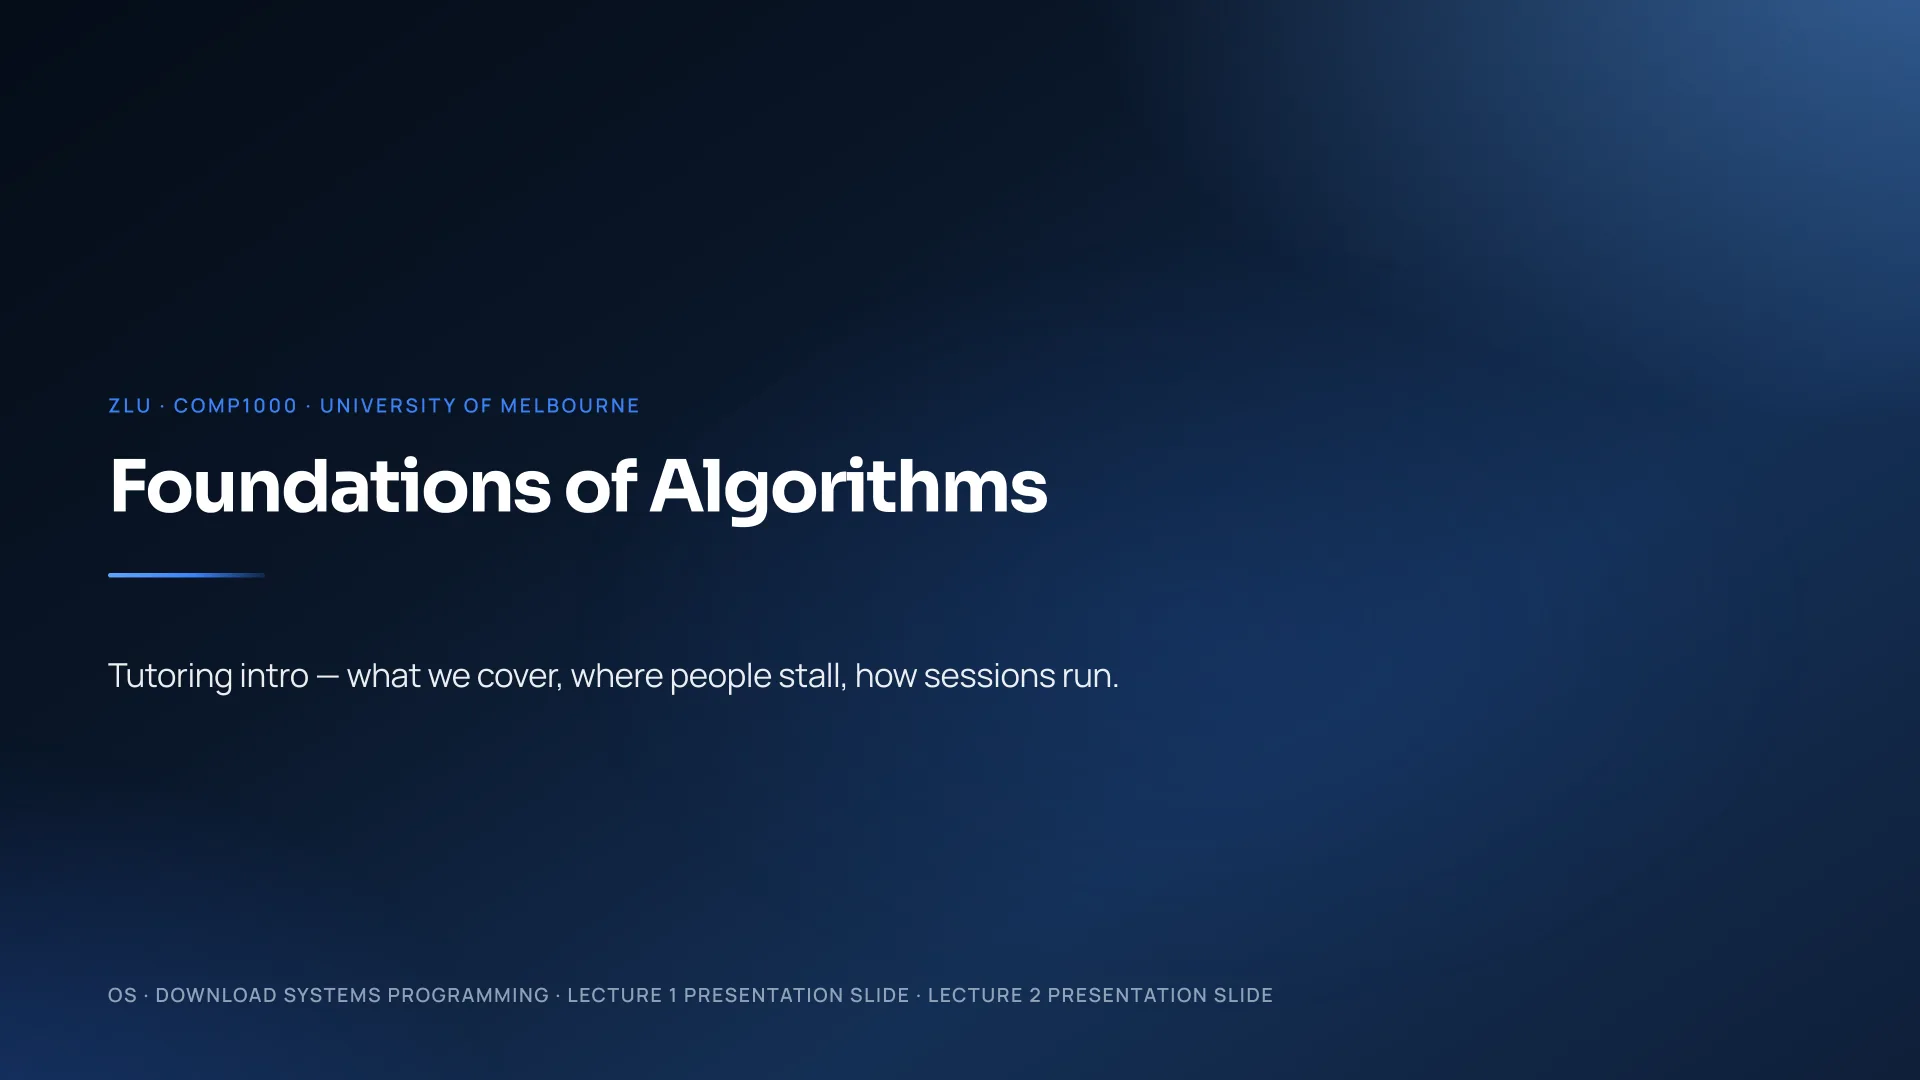 ZLU · COMP1000 · UNIVERSITY OF MELBOURNE
Foundations of Algorithms
Tutoring intro — what we cover, where people stall, how sessions run.
OS · DOWNLOAD SYSTEMS PROGRAMMING · LECTURE 1 PRESENTATION SLIDE · LECTURE 2 PRESENTATION SLIDE